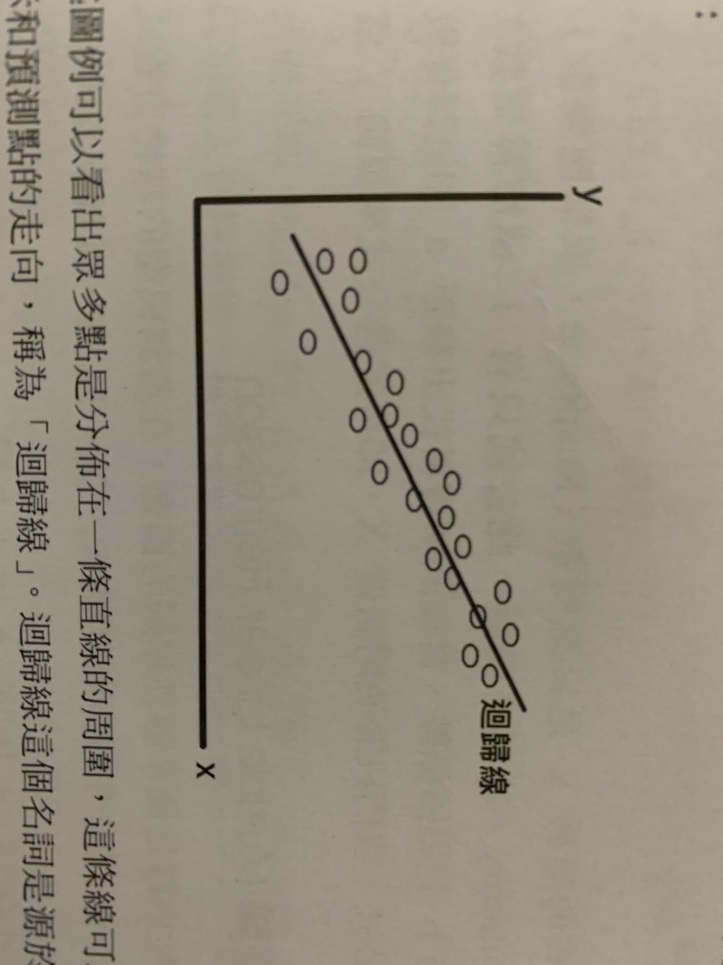 :
y
迴歸線
x
圖例可以看出眾多點是分佈在一條直線的周圍，這條線可
和預測點的走向，稱為「迴歸線」。迴歸線這個名詞是源於